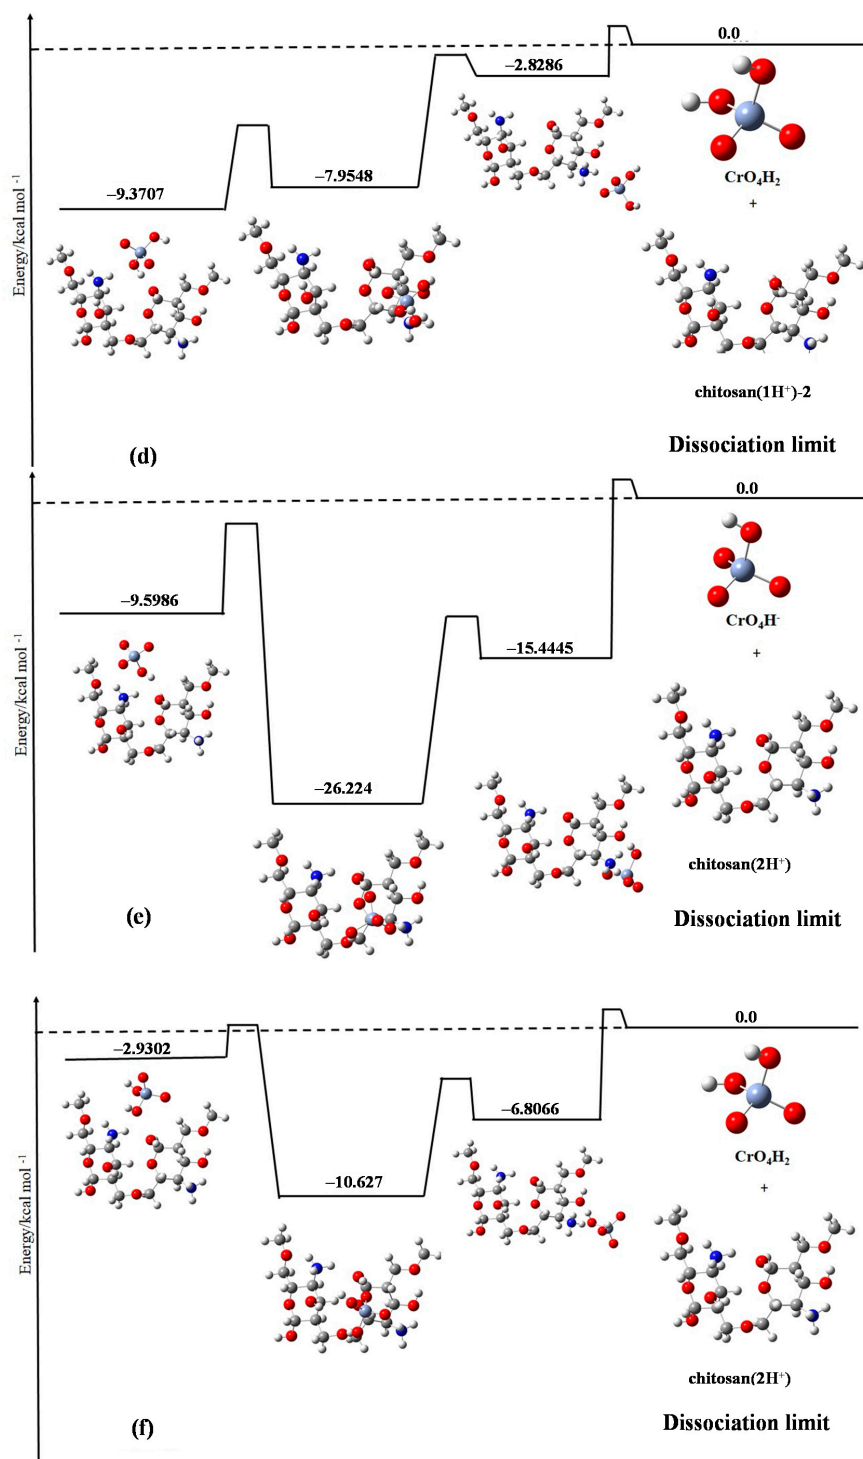 Energy/kcal mol ⁻¹
−9.3707
−7.9548
−2.8286
0.0
CrO₄H₂
+
chitosan(1H⁺)-2
Dissociation limit
(d)
Energy/kcal mol ⁻¹
−9.5986
−26.224
−15.4445
0.0
CrO₄H⁻
+
chitosan(2H⁺)
Dissociation limit
(e)
Energy/kcal mol ⁻¹
−2.9302
−10.627
−6.8066
0.0
CrO₄H₂
+
chitosan(2H⁺)
Dissociation limit
(f)